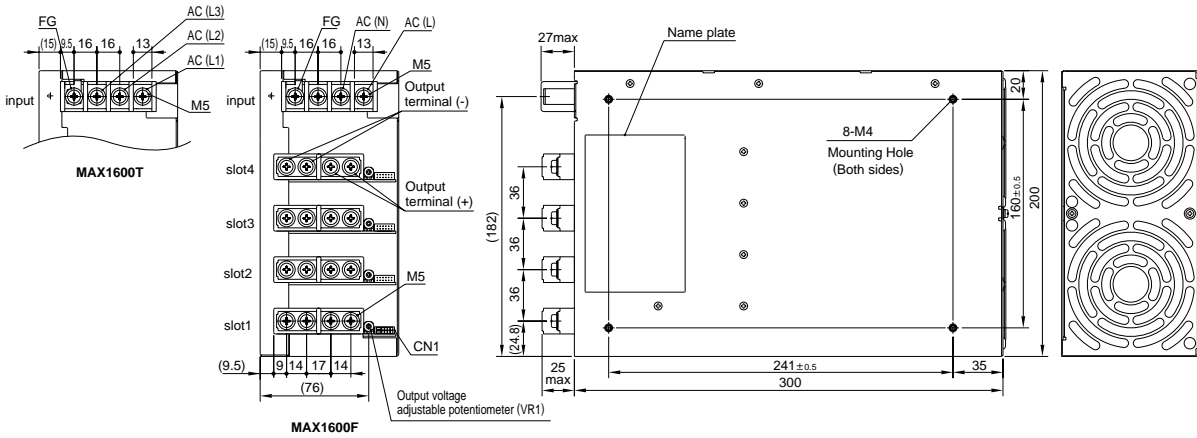 FG
AC (L3)
AC (L2)
AC (L1)
(15) 9.5 16 16 13
input
M5
MAX1600T
FG
AC (N)
AC (L)
(15) 9.5 16 16 13
M5
input
Output
terminal (-)
slot4
Output
terminal (+)
slot3
slot2
M5
slot1
CN1
(9.5) 9 14 17 14
(76)
Output voltage
adjustable potentiometer (VR1)
MAX1600F
27max
Name plate
20
8-M4
Mounting Hole
(Both sides)
(182)
36
36
36
(24.8)
160±0.5
200
25
max
241±0.5
35
300